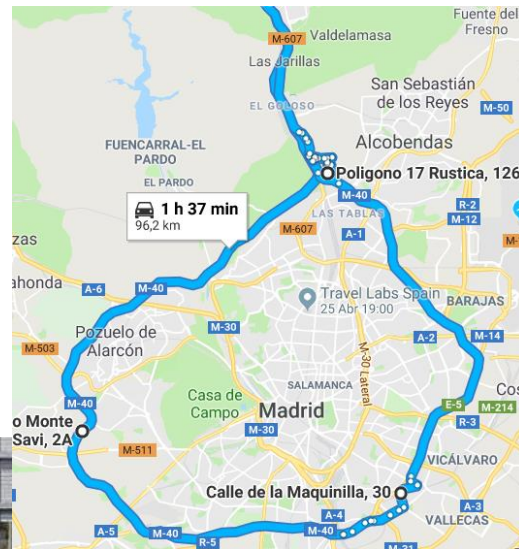 Fuente del
Fresno
M-607
Valdelamasa
Las Jarillas
San Sebastián
de los Reyes
M-50
EL GOLOSO
FUENCARRAL-EL
PARDO
Alcobendas
EL PARDO
Poligono 17 Rustica, 126
M-40
1 h 37 min
96,2 km
R-2
LAS TABLAS
M-12
M-607
A-1
zas
ahonda
A-6
M-40
Travel Labs Spain
25 Abr 19:00
BARAJAS
M-30
Pozuelo de
Alarcón
M-503
A-2
M-14
M-30 Lateral
SALAMANCA
Casa de
Campo
M-40
Madrid
E-5
M-214
Cos
R-3
o Monte
Savi, 2A
M-30
M-511
VICÁLVARO
Calle de la Maquinilla, 30
A-4
A-3
VALLECAS
A-5
M-40
R-5
M-40
M-31